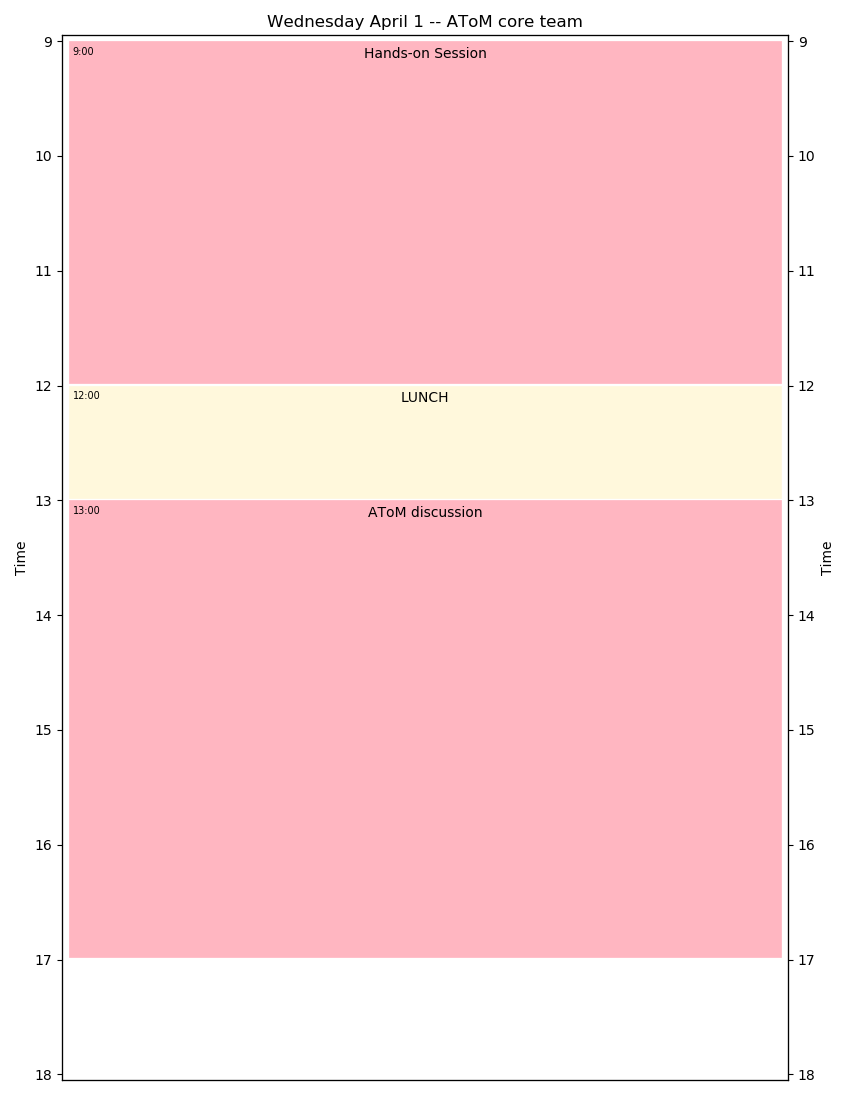 Wednesday April 1 -- AToM core team
9 9:00 Hands-on Session 9
10 10
11 11
12 12
12:00 LUNCH
13 13
13:00 AToM discussion
Time Time
14 14
15 15
16 16
17 17
18 18